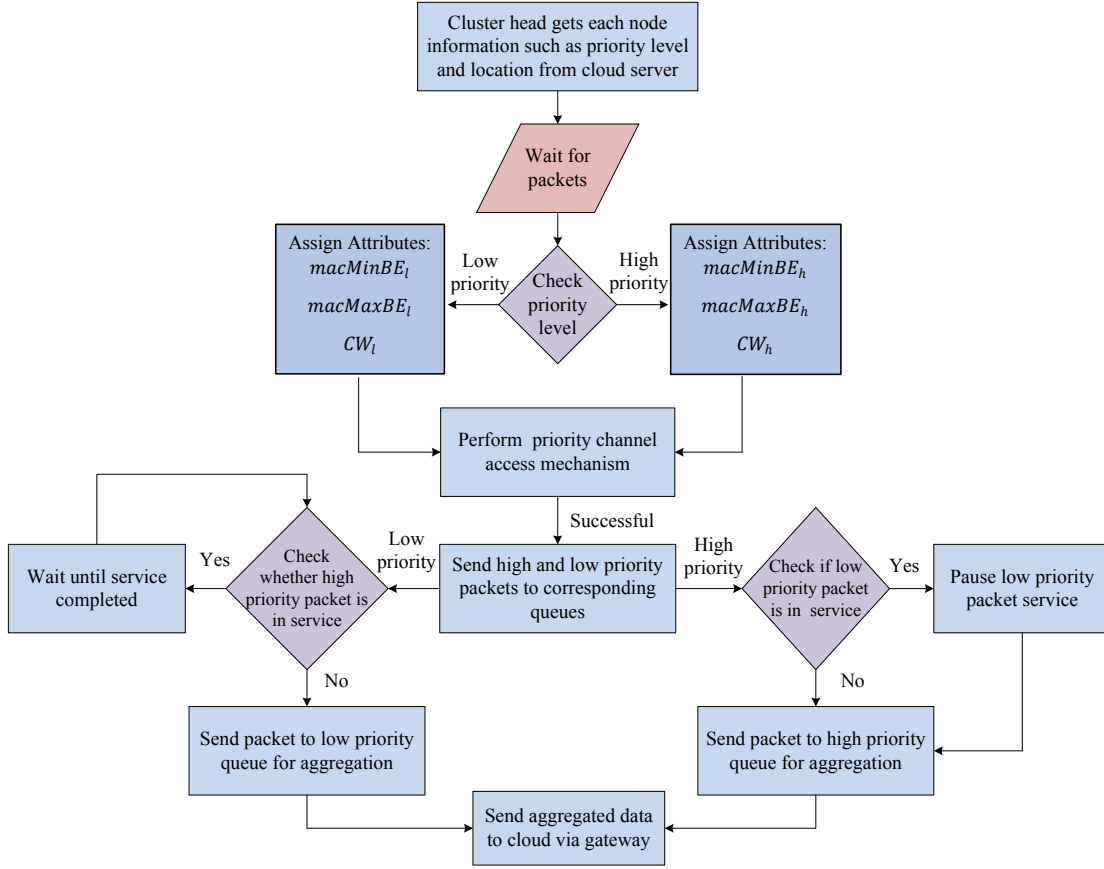 Cluster head gets each node
information such as priority level
and location from cloud server
Wait for
packets
Assign Attributes:
macMinBE_l
macMaxBE_l
CW_l
Low
priority
Check
priority
level
High
priority
Assign Attributes:
macMinBE_h
macMaxBE_h
CW_h
Perform priority channel
access mechanism
Successful
Wait until service
completed
Yes
Check
whether high
priority packet is
in service
Low
priority
Send high and low priority
packets to corresponding
queues
High
priority
Check if low
priority packet
is in service
Yes
Pause low priority
packet service
No
No
Send packet to low priority
queue for aggregation
Send packet to high priority
queue for aggregation
Send aggregated data
to cloud via gateway